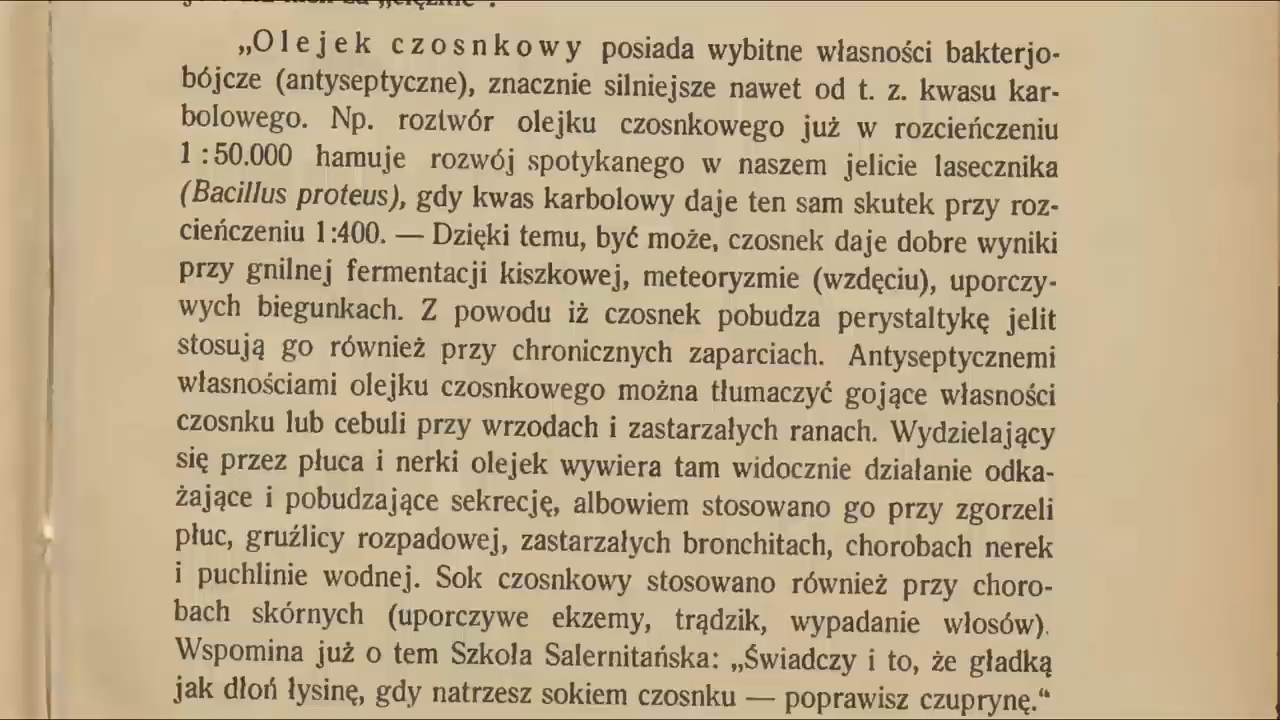 „Olejek czosnkowy posiada wybitne własności bakterjo-
bójcze (antyseptyczne), znacznie silniejsze nawet od t. z. kwasu kar-
bolowego. Np. roztwór olejku czosnkowego już w rozcieńczeniu
1 : 50.000 hamuje rozwój spotykanego w naszem jelicie lasecznika
(Bacillus proteus), gdy kwas karbolowy daje ten sam skutek przy roz-
cieńczeniu 1:400. — Dzięki temu, być może, czosnek daje dobre wyniki
przy gnilnej fermentacji kiszkowej, meteoryzmie (wzdęciu), uporczy-
wych biegunkach. Z powodu iż czosnek pobudza perystaltykę jelit
stosują go również przy chronicznych zaparciach. Antyseptycznemi
własnościami olejku czosnkowego można tłumaczyć gojące własności
czosnku lub cebuli przy wrzodach i zastarzałych ranach. Wydzielający
się przez płuca i nerki olejek wywiera tam widocznie działanie odka-
żające i pobudzające sekrecję, albowiem stosowano go przy zgorzeli
płuc, gruźlicy rozpadowej, zastarzałych bronchitach, chorobach nerek
i puchlinie wodnej. Sok czosnkowy stosowano również przy choro-
bach skórnych (uporczywe ekzemy, trądzik, wypadanie włosów).
Wspomina już o tem Szkoła Salernitańska: „Świadczy i to, że gładką
jak dłoń łysinę, gdy natrzesz sokiem czosnku — poprawisz czuprynę.“